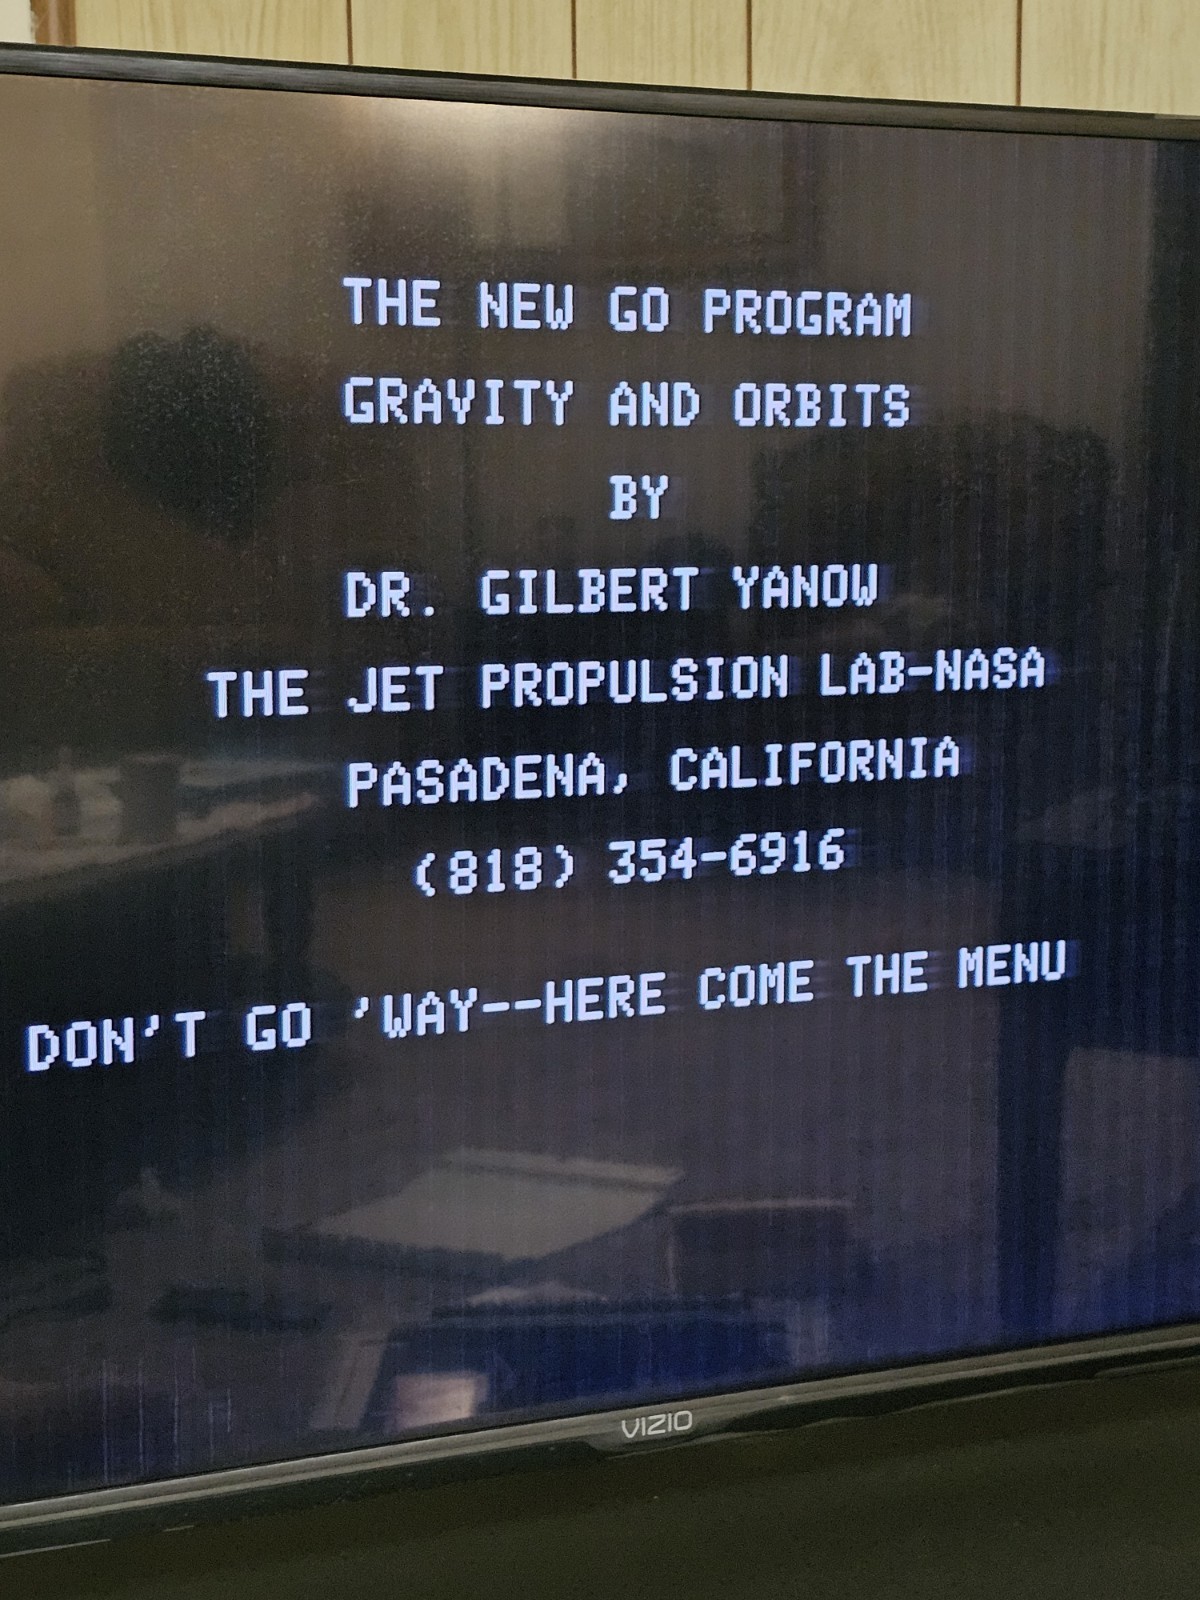 THE NEW GO PROGRAM
GRAVITY AND ORBITS
BY
DR. GILBERT YANOW
THE JET PROPULSION LAB-NASA
PASADENA, CALIFORNIA
(818) 354-6916
DON'T GO 'WAY--HERE COME THE MENU
VIZIO